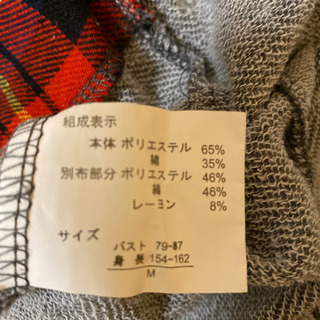 組成表示
本体 ポリエステル 65%
綿 35%
別布部分 ポリエステル 46%
綿 46%
レーヨン 8%
サイズ
バスト 79-87
身長 154-162
M